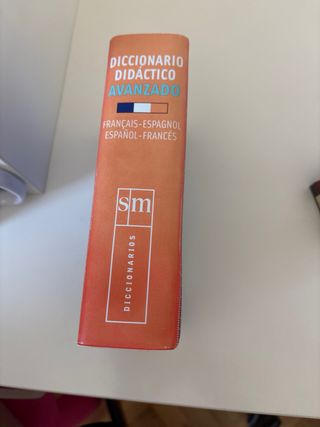 DICCIONARIO
DIDÁCTICO
AVANZADO
FRANÇAIS-ESPAGNOL
ESPAÑOL-FRANCÉS
sm
DICCIONARIOS